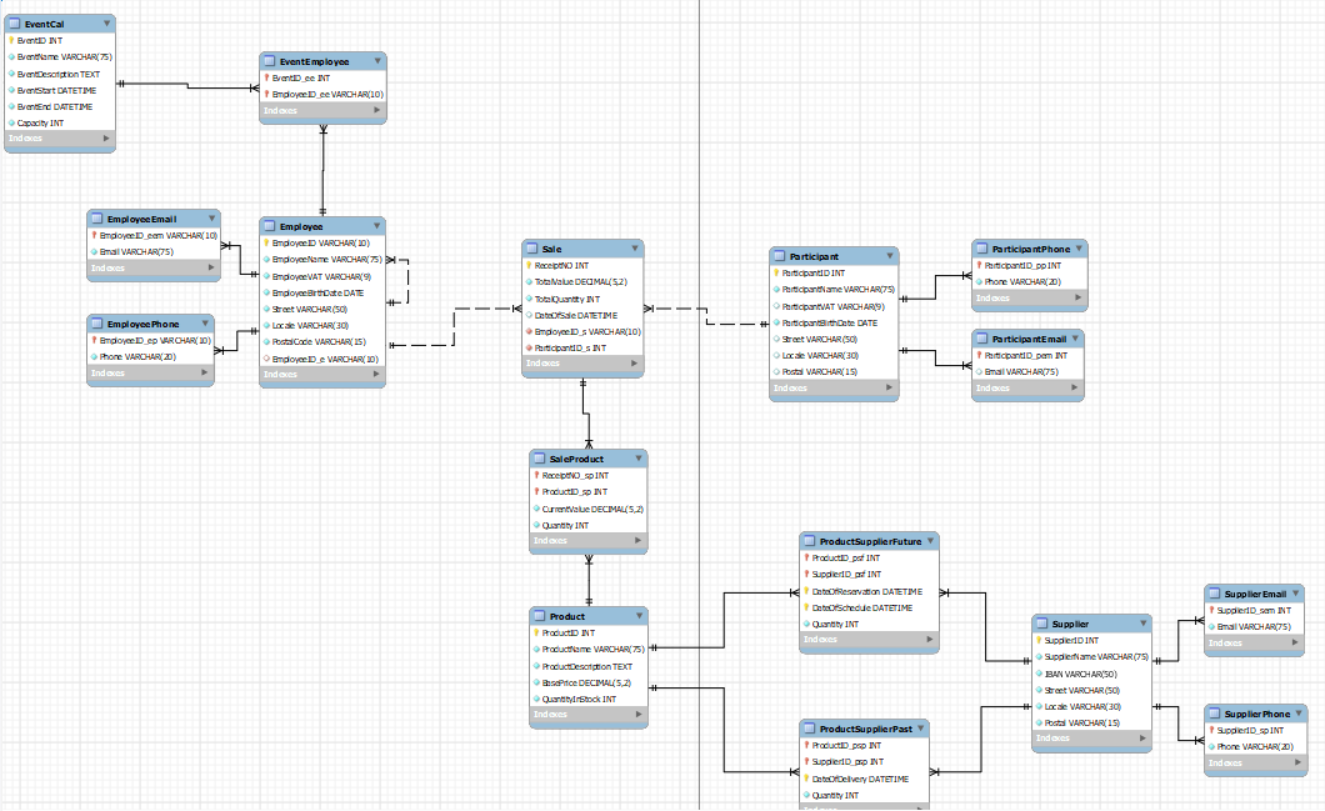 EventCal
EventID INT
EventName VARCHAR(75)
EventDescription TEXT
EventStart DATETIME
EventEnd DATETIME
Capacity INT
Indexes
EventEmployee
EventID_ee INT
EmployeeID_ee VARCHAR(10)
Indexes
EmployeeEmail
EmployeeID_eem VARCHAR(10)
Email VARCHAR(75)
Indexes
EmployeePhone
EmployeeID_ep VARCHAR(10)
Phone VARCHAR(20)
Indexes
Employee
EmployeeID VARCHAR(10)
EmployeeName VARCHAR(75)
EmployeeVAT VARCHAR(9)
EmployeeBirthDate DATE
Street VARCHAR(50)
Locale VARCHAR(30)
PostalCode VARCHAR(15)
EmployeeID_e VARCHAR(10)
Indexes
Sale
ReceiptNO INT
TotalValue DECIMAL(5,2)
TotalQuantity INT
DateOfSale DATETIME
EmployeeID_s VARCHAR(10)
ParticipantID_s INT
Indexes
Participant
ParticipantID INT
ParticipantName VARCHAR(75)
ParticipantVAT VARCHAR(9)
ParticipantBirthDate DATE
Street VARCHAR(50)
Locale VARCHAR(30)
Postal VARCHAR(15)
Indexes
ParticipantPhone
ParticipantID_pp INT
Phone VARCHAR(20)
Indexes
ParticipantEmail
ParticipantID_pem INT
Email VARCHAR(75)
Indexes
SaleProduct
ReceiptNO_sp INT
ProductID_sp INT
CurrentValue DECIMAL(5,2)
Quantity INT
Indexes
Product
ProductID INT
ProductName VARCHAR(75)
ProductDescription TEXT
BasePrice DECIMAL(5,2)
QuantityInStock INT
Indexes
ProductSupplierFuture
ProductID_psf INT
SupplierID_psf INT
DateOfReservation DATETIME
DateOfSchedule DATETIME
Quantity INT
Indexes
ProductSupplierPast
ProductID_psp INT
SupplierID_psp INT
DateOfDelivery DATETIME
Quantity INT
Supplier
SupplierID INT
SupplierName VARCHAR(75)
IBAN VARCHAR(50)
Street VARCHAR(50)
Locale VARCHAR(30)
Postal VARCHAR(15)
Indexes
SupplierEmail
SupplierID_sem INT
Email VARCHAR(75)
Indexes
SupplierPhone
SupplierID_sp INT
Phone VARCHAR(20)
Indexes